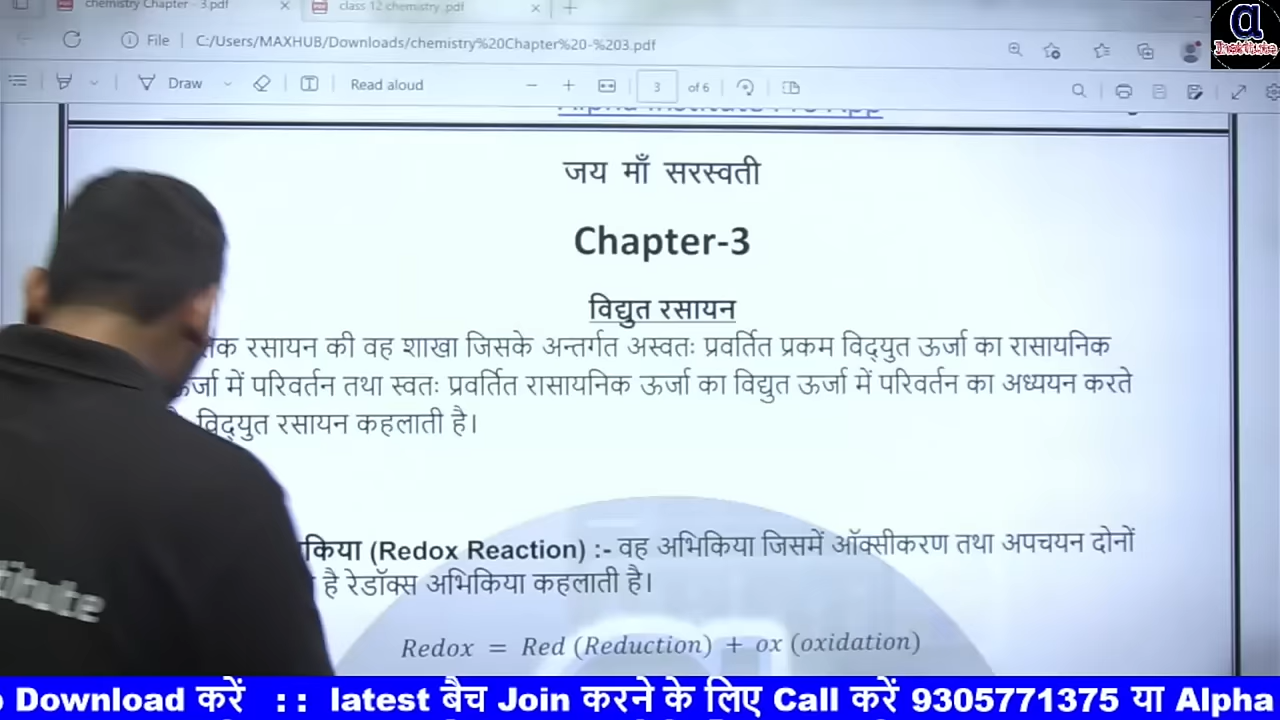 chemistry Chapter - 3.pdf
class 12 chemistry .pdf
α
Institute
File
C:/Users/MAXHUB/Downloads/chemistry%20Chapter%20-%203.pdf
Draw
Read aloud
3
of 6
जय माँ सरस्वती
Chapter-3
विद्युत रसायन
रसायन की वह शाखा जिसके अन्तर्गत अस्वतः प्रवर्तित प्रकम विद्युत ऊर्जा का रासायनिक
में परिवर्तन तथा स्वतः प्रवर्तित रासायनिक ऊर्जा का विद्युत ऊर्जा में परिवर्तन का अध्ययन करते
विद्युत रसायन कहलाती है।
किया (Redox Reaction) :- वह अभिकिया जिसमें ऑक्सीकरण तथा अपचयन दोनों
है रेडॉक्स अभिकिया कहलाती है।
Redox = Red (Reduction) + ox (oxidation)
Download करें :: latest बैच Join करने के लिए Call करें 9305771375 या Alpha